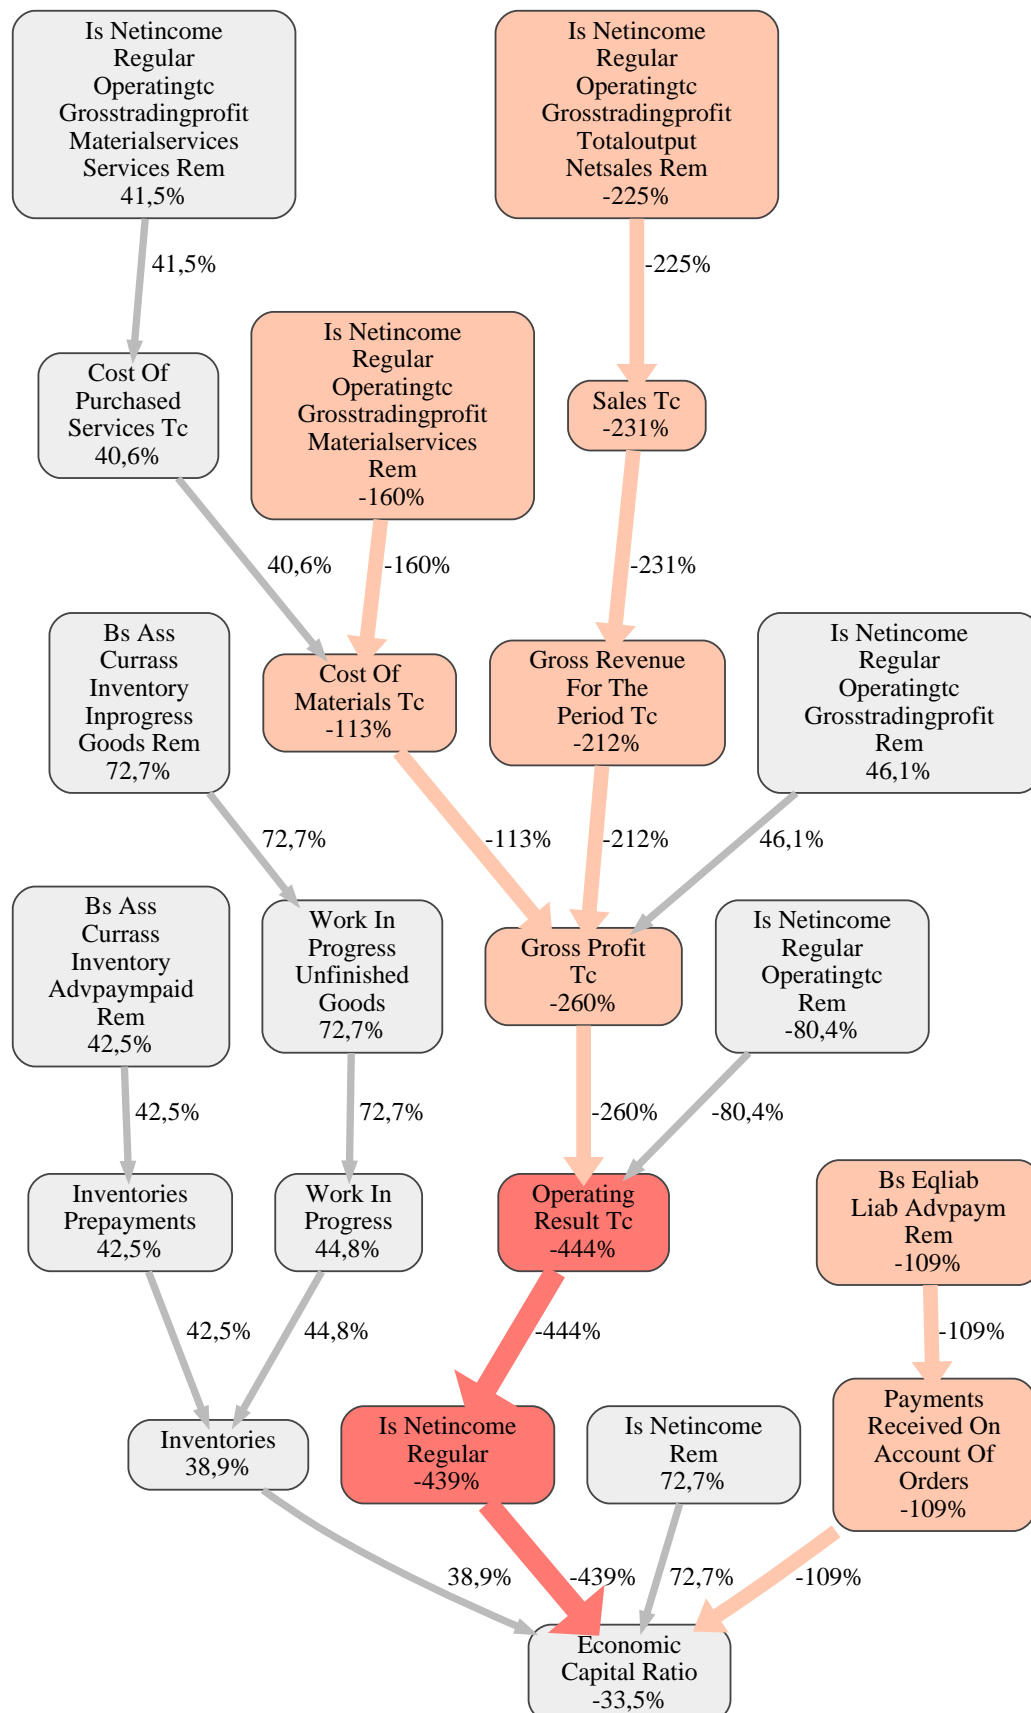 Is Netincome
Regular
Operatingtc
Grosstradingprofit
Materialservices
Services Rem
41,5%
Is Netincome
Regular
Operatingtc
Grosstradingprofit
Totaloutput
Netsales Rem
-225%
41,5%
-225%
Is Netincome
Regular
Operatingtc
Grosstradingprofit
Materialservices
Rem
-160%
Cost Of
Purchased
Services Tc
40,6%
Sales Tc
-231%
40,6%
-160%
-231%
Bs Ass
Currass
Inventory
Inprogress
Goods Rem
72,7%
Cost Of
Materials Tc
-113%
Gross Revenue
For The
Period Tc
-212%
Is Netincome
Regular
Operatingtc
Grosstradingprofit
Rem
46,1%
72,7%
-113%
-212%
46,1%
Bs Ass
Currass
Inventory
Advpaympaid
Rem
42,5%
Work In
Progress
Unfinished
Goods
72,7%
Gross Profit
Tc
-260%
Is Netincome
Regular
Operatingtc
Rem
-80,4%
42,5%
72,7%
-260%
-80,4%
Inventories
Prepayments
42,5%
Work In
Progress
44,8%
Operating
Result Tc
-444%
Bs Eqliab
Liab Advpaym
Rem
-109%
42,5%
44,8%
-444%
-109%
Inventories
38,9%
Is Netincome
Regular
-439%
Is Netincome
Rem
72,7%
Payments
Received On
Account Of
Orders
-109%
38,9%
-439%
72,7%
-109%
Economic
Capital Ratio
-33,5%